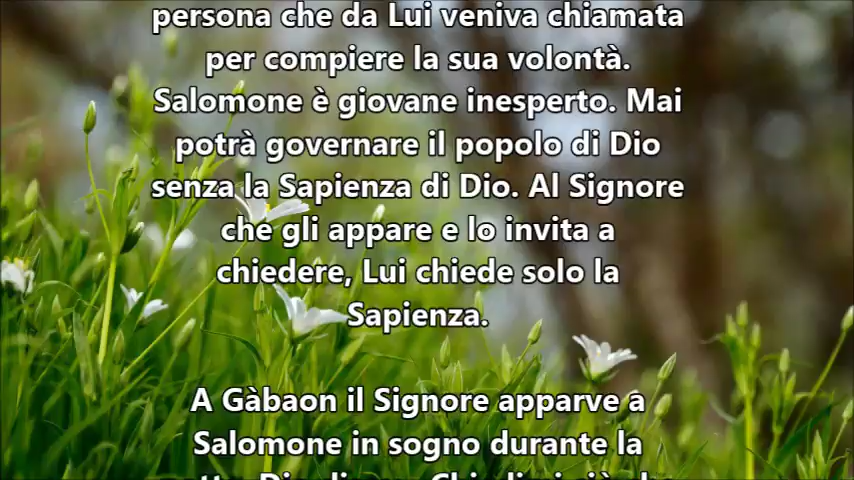 persona che da Lui veniva chiamata
per compiere la sua volontà.
Salomone è giovane inesperto. Mai
potrà governare il popolo di Dio
senza la Sapienza di Dio. Al Signore
che gli appare e lo invita a
chiedere, Lui chiede solo la
Sapienza.
A Gàbaon il Signore apparve a
Salomone in sogno durante la